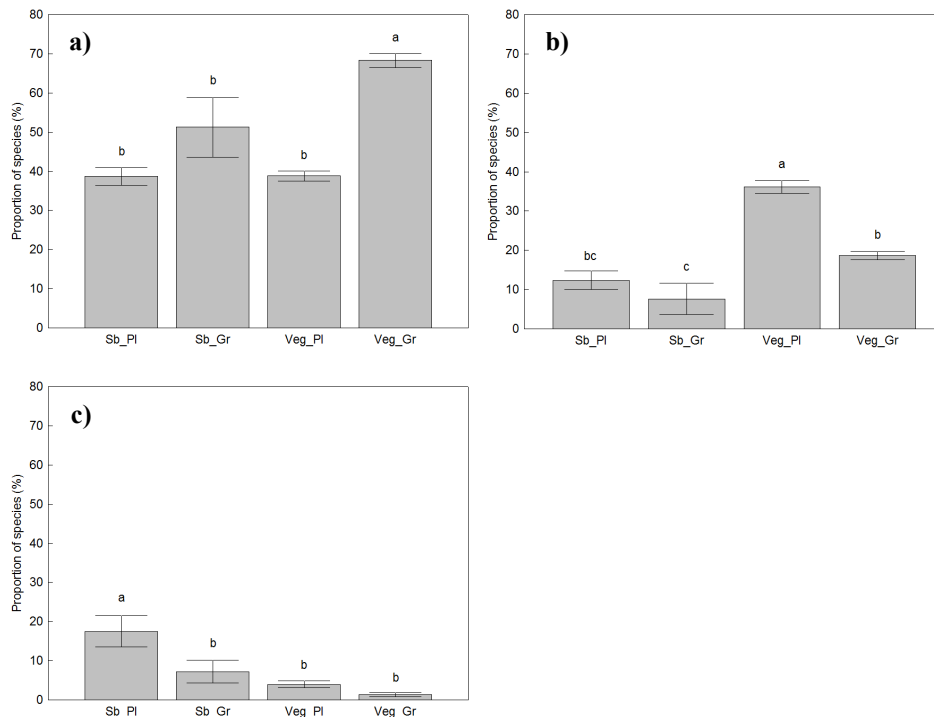 a)
Proportion of species (%)
80
70
60
50
40
30
20
10
0
b
b
b
a
Sb_Pl
Sb_Gr
Veg_Pl
Veg_Gr
b)
Proportion of species (%)
80
70
60
50
40
30
20
10
0
bc
c
a
b
Sb_Pl
Sb_Gr
Veg_Pl
Veg_Gr
c)
Proportion of species (%)
80
70
60
50
40
30
20
10
0
a
b
b
b
Sb_Pl
Sb_Gr
Veg_Pl
Veg_Gr